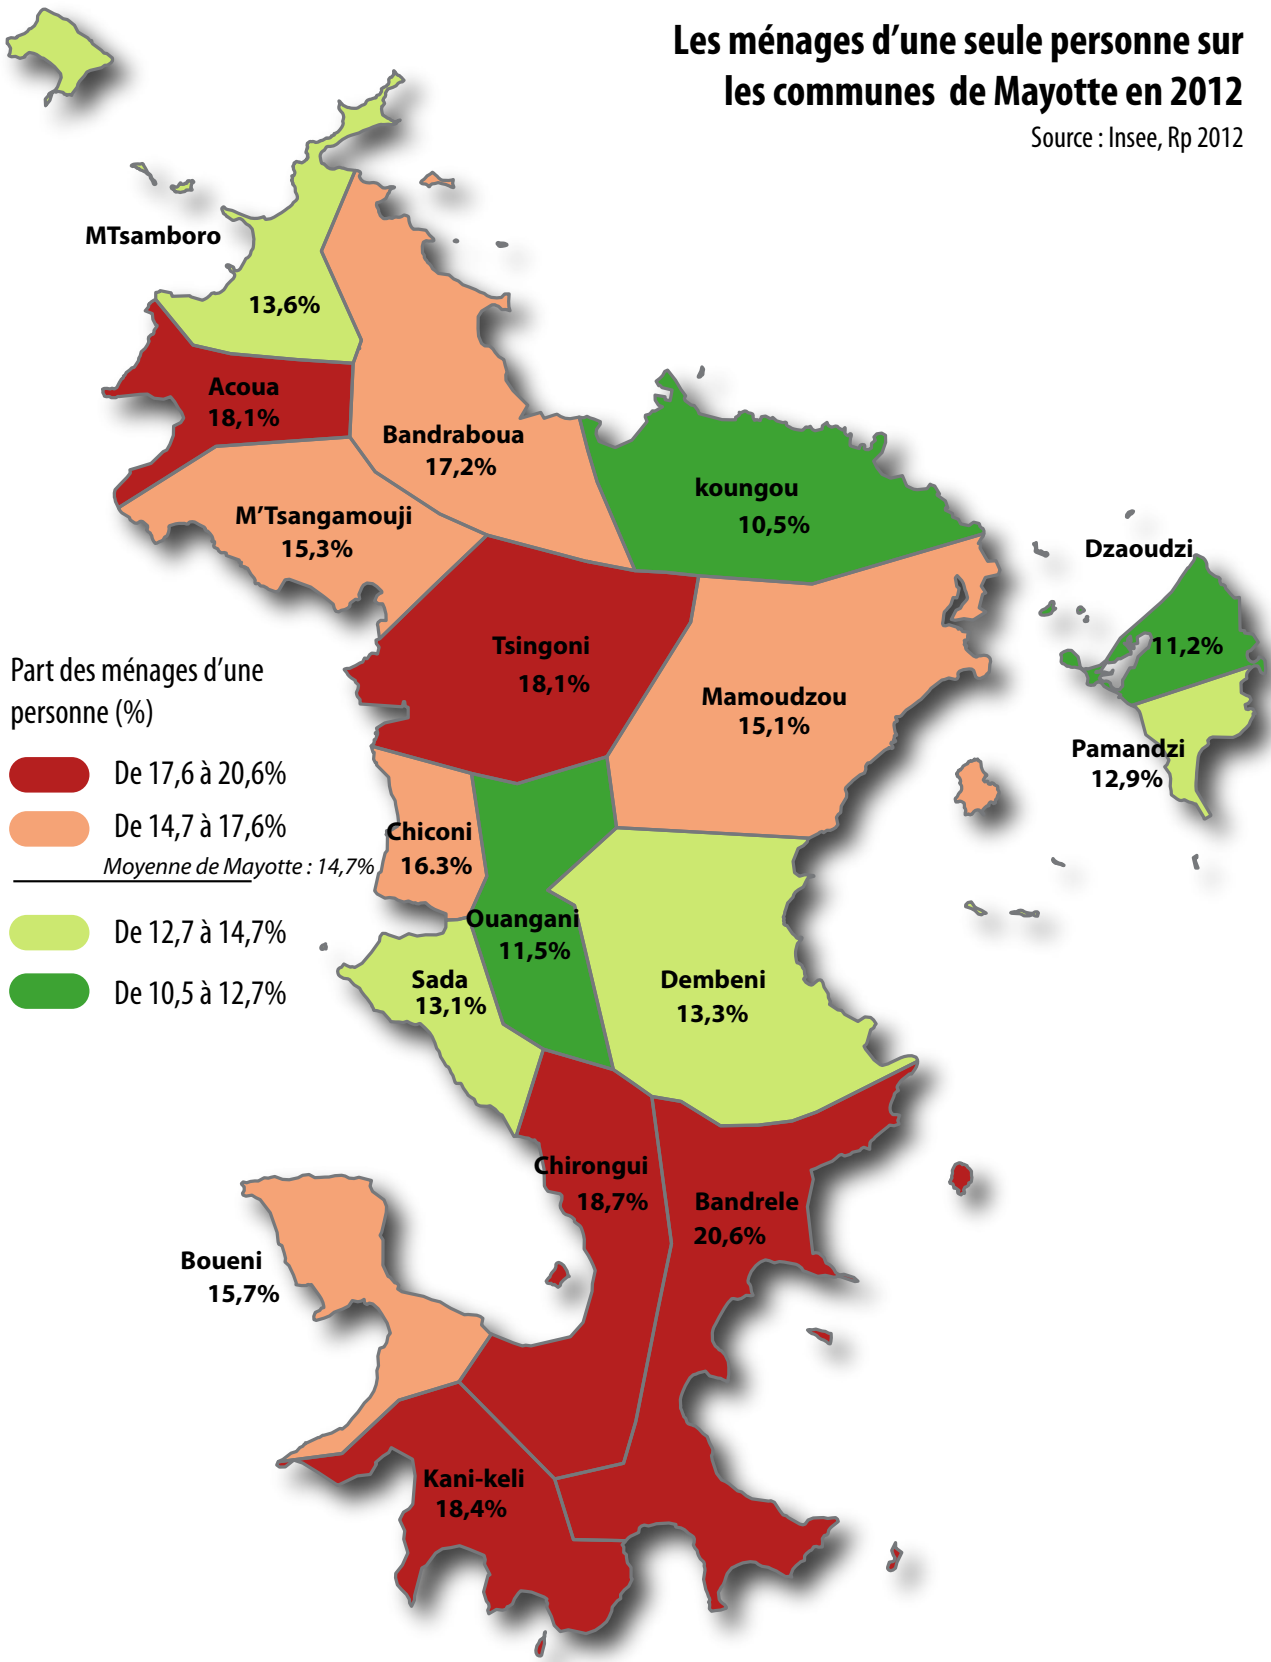 Les ménages d’une seule personne sur
les communes de Mayotte en 2012
Source : Insee, Rp 2012
MTsamboro
13,6%
Acoua
18,1%
Bandraboua
17,2%
koungou
10,5%
M’Tsangamouji
15,3%
Dzaoudzi
11,2%
Tsingoni
18,1%
Mamoudzou
15,1%
Pamandzi
12,9%
Part des ménages d’une
personne (%)
De 17,6 à 20,6%
De 14,7 à 17,6%
Moyenne de Mayotte : 14,7%
De 12,7 à 14,7%
De 10,5 à 12,7%
Chiconi
16.3%
Ouangani
11,5%
Sada
13,1%
Dembeni
13,3%
Chirongui
18,7%
Bandrele
20,6%
Boueni
15,7%
Kani-keli
18,4%